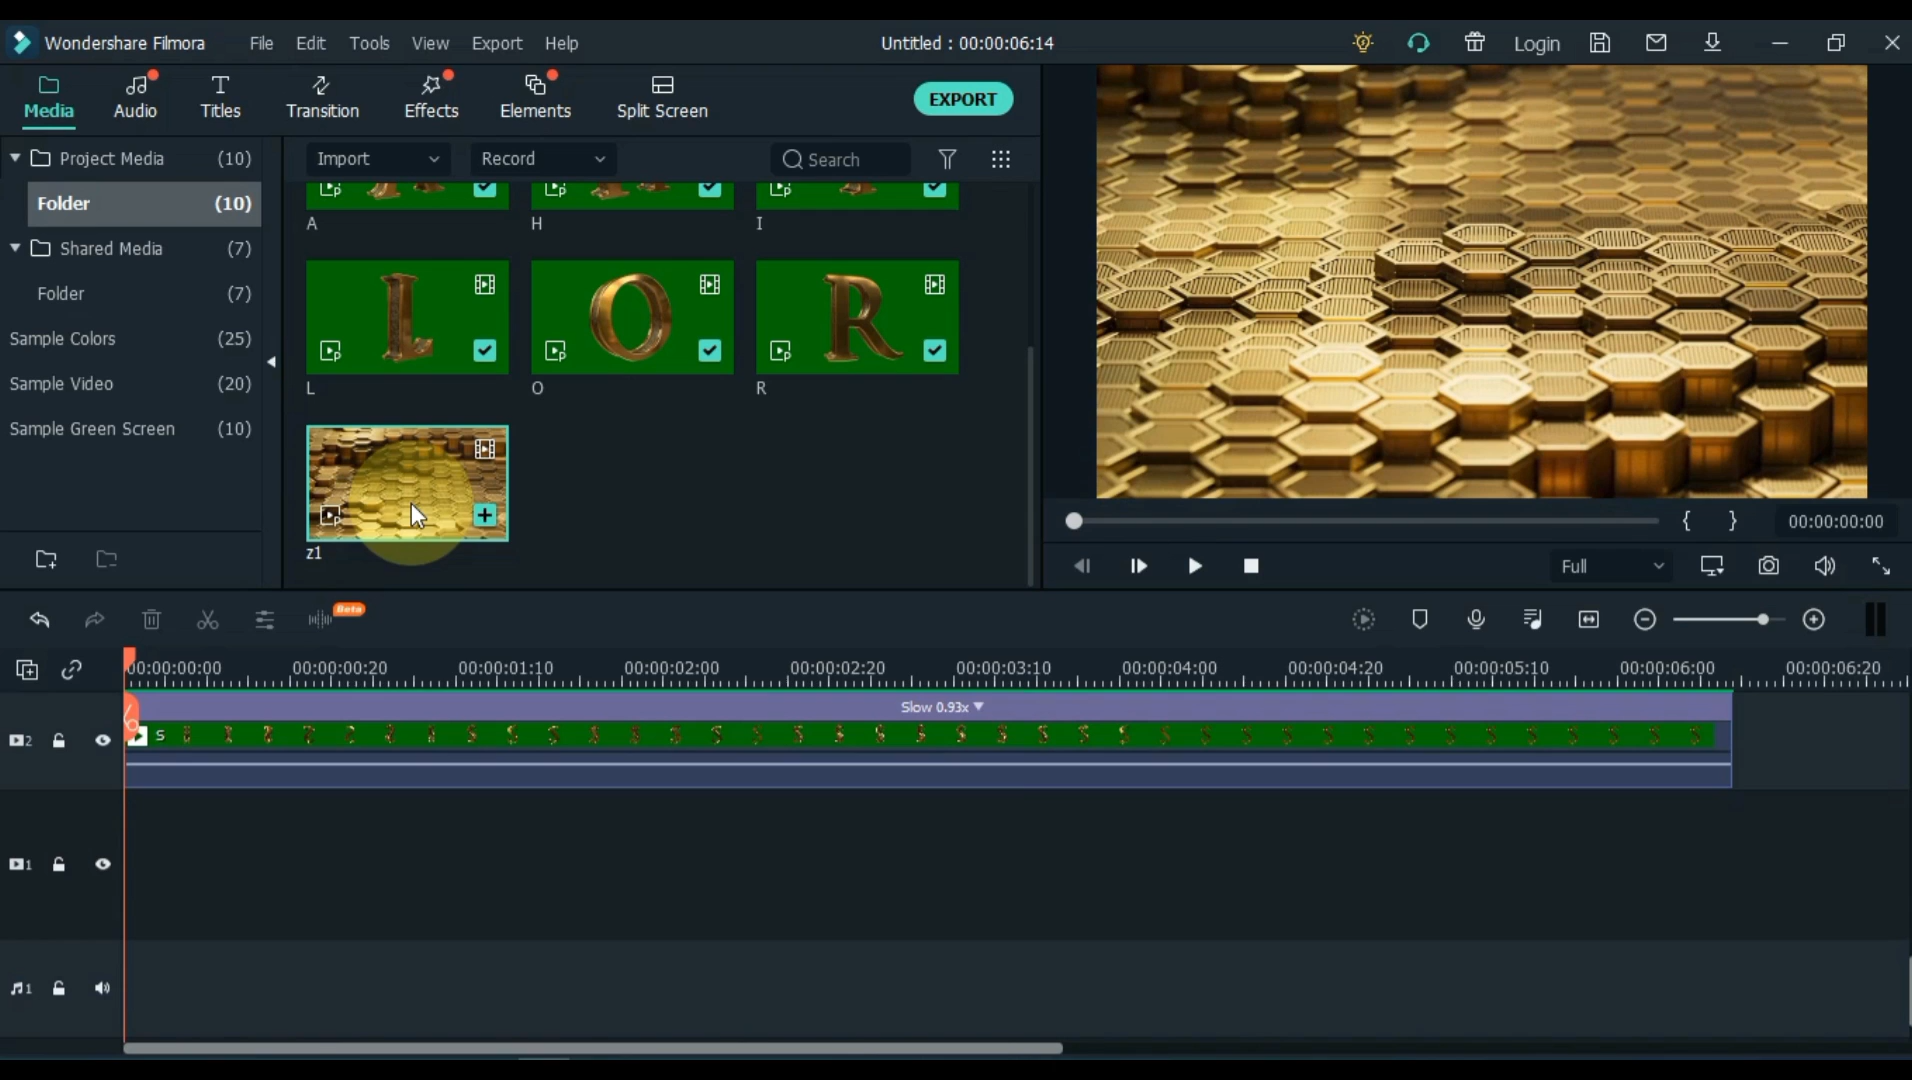 Wondershare Filmora File Edit Tools View Export Help Untitled : 00:00:06:14 Login
Media Audio Titles Transition Effects Elements Split Screen EXPORT
Project Media (10)
Folder (10)
Shared Media (7)
Folder (7)
Sample Colors (25)
Sample Video (20)
Sample Green Screen (10)
Import Record Search
A H I
L O R
L O R
z1
00:00:00:00
Full
Beta
00:00:00:00 00:00:00:20 00:00:01:10 00:00:02:00 00:00:02:20 00:00:03:10 00:00:04:00 00:00:04:20 00:00:05:10 00:00:06:00 00:00:06:20
Slow 0.93x
2 S
1
1